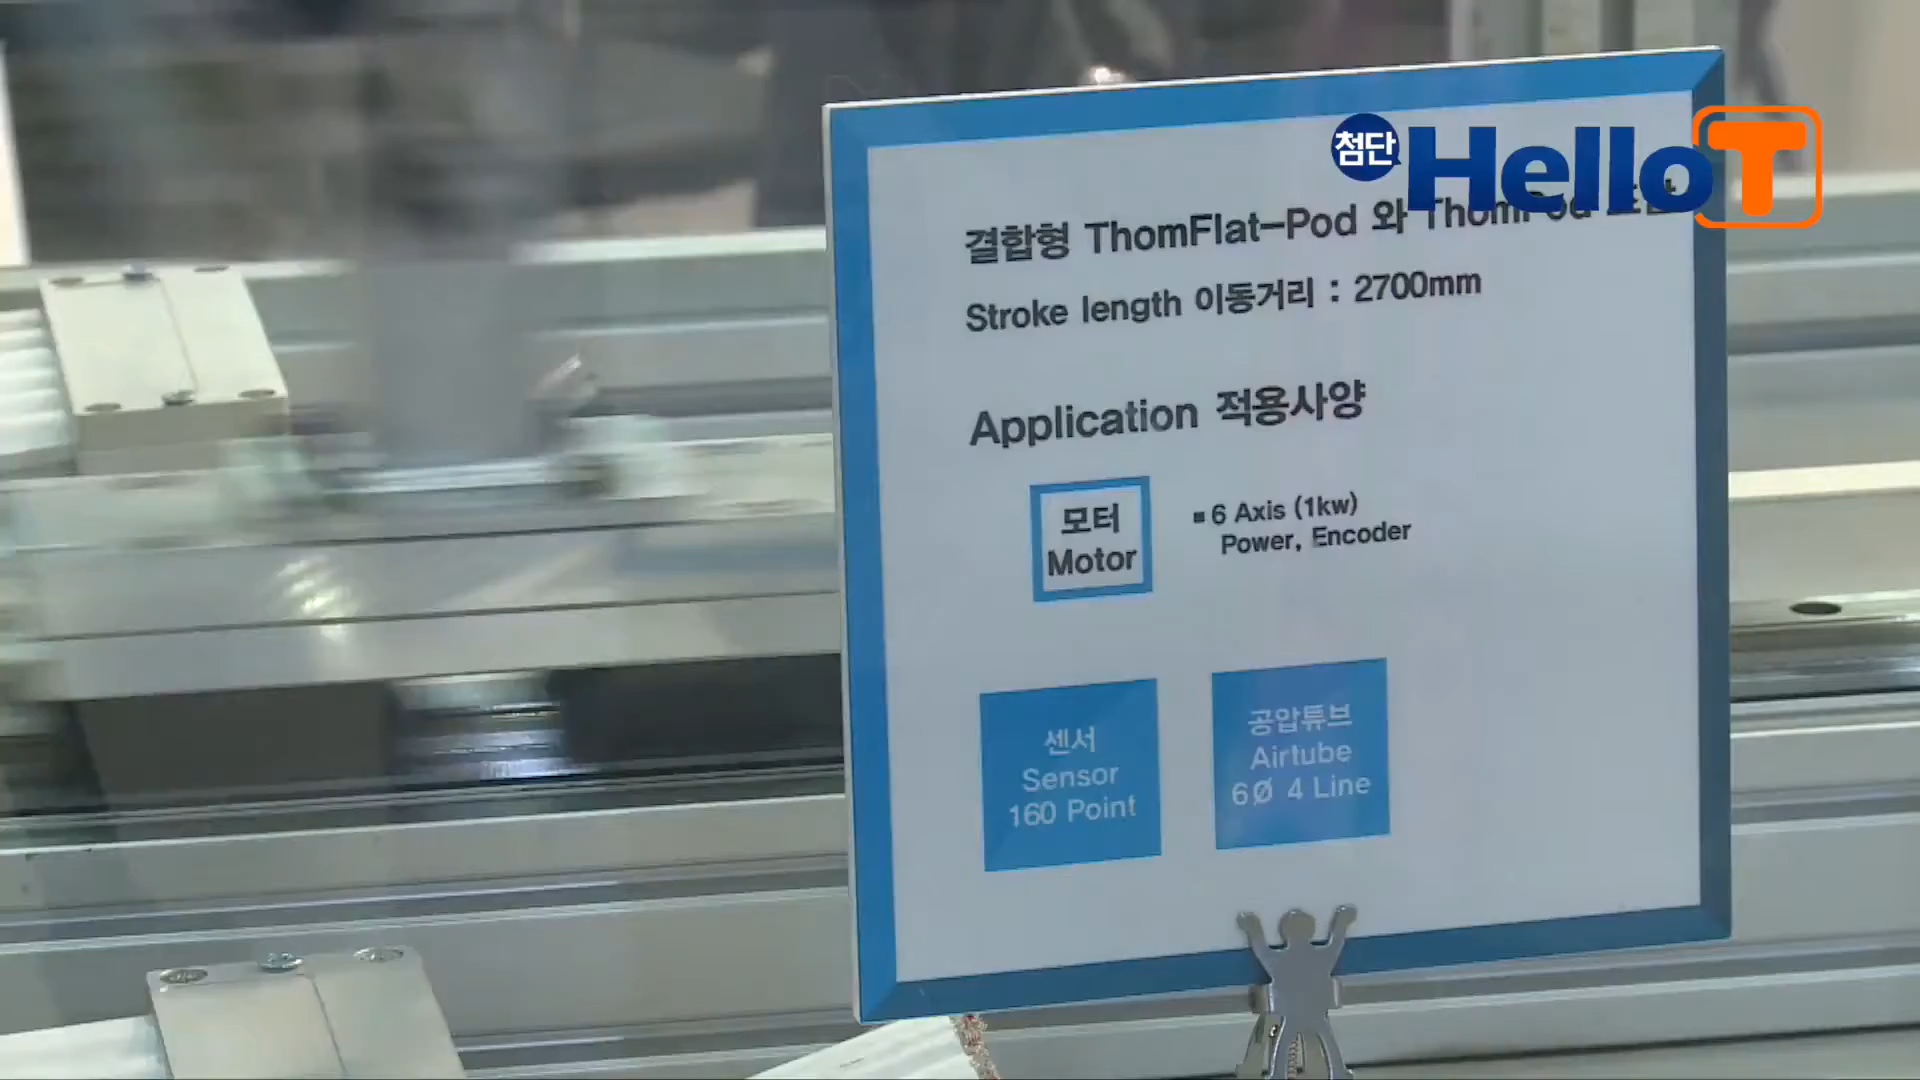 첨단 HelloT
결합형 ThomFlat-Pod 와 ThomPod
Stroke length 이동거리 : 2700mm
Application 적용사양
모터
Motor
▪ 6 Axis (1kw)
Power, Encoder
센서
Sensor
160 Point
공압튜브
Airtube
6Ø 4 Line